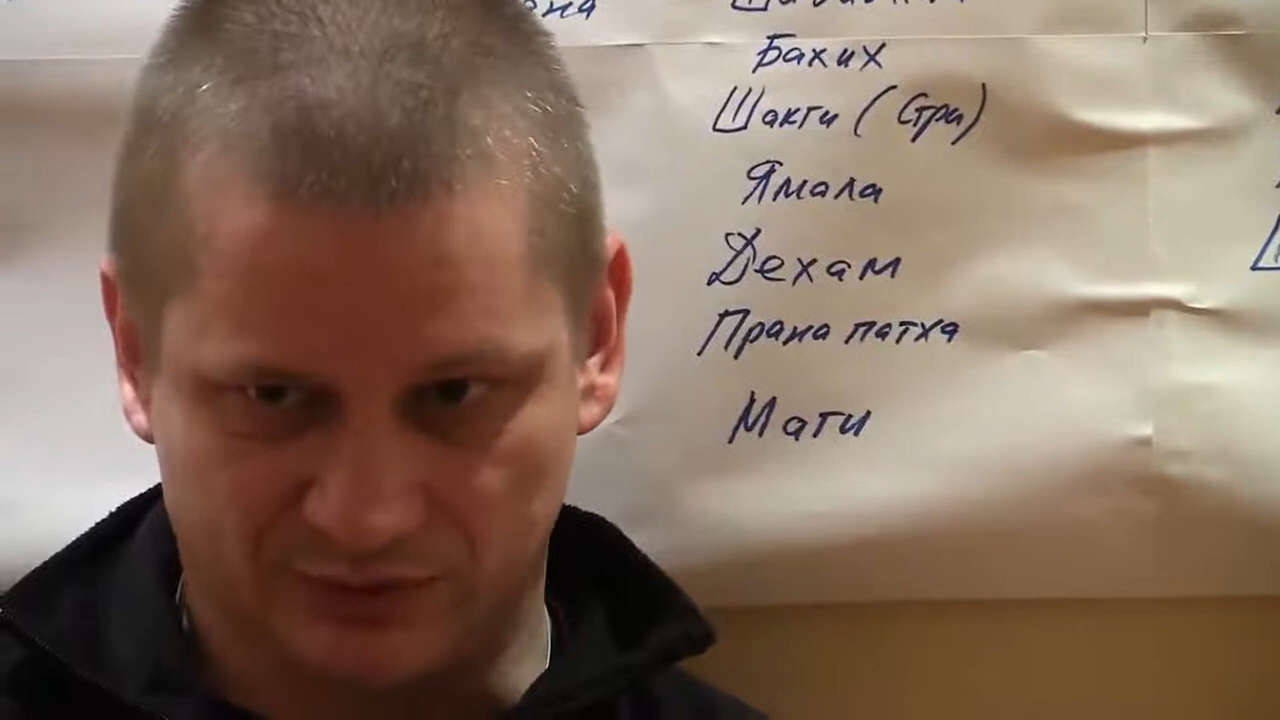 Бахих
Шакти (Стри)
Ямала
Дехам
Прана патха
Мати